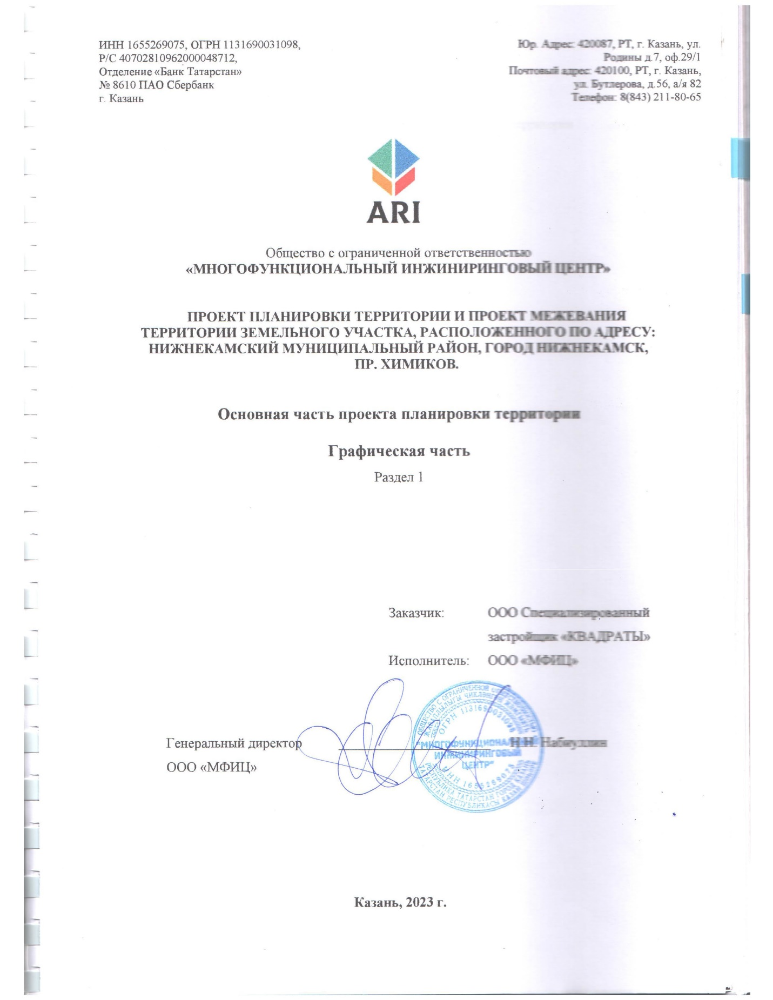 ИНН 1655269075, ОГРН 1131690031098,
Р/С 40702810962000048712,
Отделение «Банк Татарстан»
№ 8610 ПАО Сбербанк
г. Казань
Юр. Адрес: 420087, РТ, г. Казань, ул.
Родины д.7, оф.29/1
Почтовый адрес: 420100, РТ, г. Казань,
ул. Бутлерова, д.56, а/я 82
Телефон: 8(843) 211-80-65
ARI
Общество с ограниченной ответственностью
«МНОГОФУНКЦИОНАЛЬНЫЙ ИНЖИНИРИНГОВЫЙ ЦЕНТР»
ПРОЕКТ ПЛАНИРОВКИ ТЕРРИТОРИИ И ПРОЕКТ МЕЖЕВАНИЯ
ТЕРРИТОРИИ ЗЕМЕЛЬНОГО УЧАСТКА, РАСПОЛОЖЕННОГО ПО АДРЕСУ:
НИЖНЕКАМСКИЙ МУНИЦИПАЛЬНЫЙ РАЙОН, ГОРОД НИЖНЕКАМСК,
ПР. ХИМИКОВ.
Основная часть проекта планировки территории
Графическая часть
Раздел 1
Заказчик: ООО Специализированный
застройщик «КВАДРАТЫ»
Исполнитель: ООО «МФИЦ»
Генеральный директор Н.Н. Набиуллин
ООО «МФИЦ»
ОБЩЕСТВО С ОГРАНИЧЕННОЙ ОТВЕТСТВЕННОСТЬЮ
ОГРН 1131690031098
"МНОГОФУНКЦИОНАЛЬНЫЙ
ИНЖИНИРИНГОВЫЙ
ЦЕНТР"
ИНН 1655269075
РЕСПУБЛИКА ТАТАРСТАН ГОРОД КАЗАНЬ
ТАТАРСТАН РЕСПУБЛИКАСЫ КАЗАН
Казань, 2023 г.